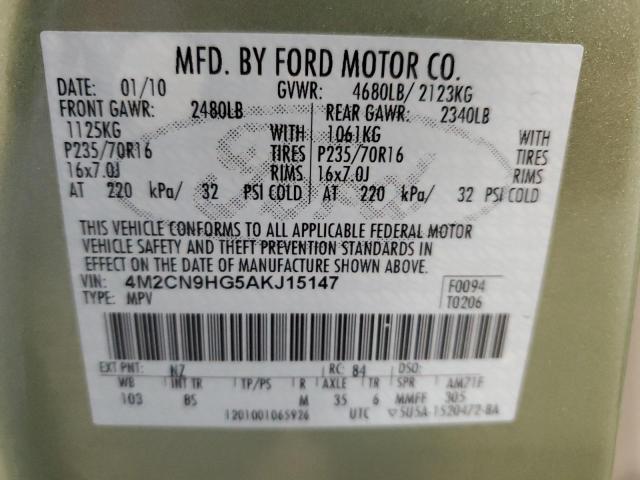 MFD. BY FORD MOTOR CO.
DATE: 01/10 GVWR: 4680LB/ 2123KG
FRONT GAWR: 2480LB REAR GAWR: 2340LB
1125KG WITH 1061KG WITH
P235/70R16 TIRES P235/70R16 TIRES
16x7.0J RIMS 16x7.0J RIMS
AT 220 kPa/ 32 PSI COLD AT 220 kPa/ 32 PSI COLD
THIS VEHICLE CONFORMS TO ALL APPLICABLE FEDERAL MOTOR
VEHICLE SAFETY AND THEFT PREVENTION STANDARDS IN
EFFECT ON THE DATE OF MANUFACTURE SHOWN ABOVE.
VIN: 4M2CN9HG5AKJ15147 F0094
TYPE: MPV T0206
EXT PNT: NZ RC: 84 DSO:
WB INT TR TP/PS R AXLE TR SPR
103 BS M 35 6 MMFF 305
1201001065926 UTC 5U5A-1520472-BA